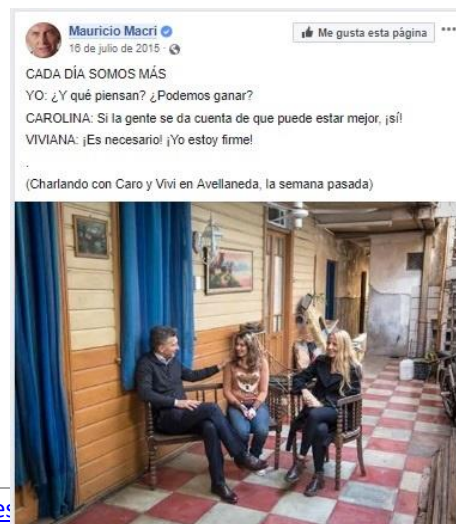 Mauricio Macri
16 de julio de 2015 ·
Me gusta esta página
CADA DÍA SOMOS MÁS
YO: ¿Y qué piensan? ¿Podemos ganar?
CAROLINA: Si la gente se da cuenta de que puede estar mejor, ¡sí!
VIVIANA: ¡Es necesario! ¡Yo estoy firme!
.
(Charlando con Caro y Vivi en Avellaneda, la semana pasada)